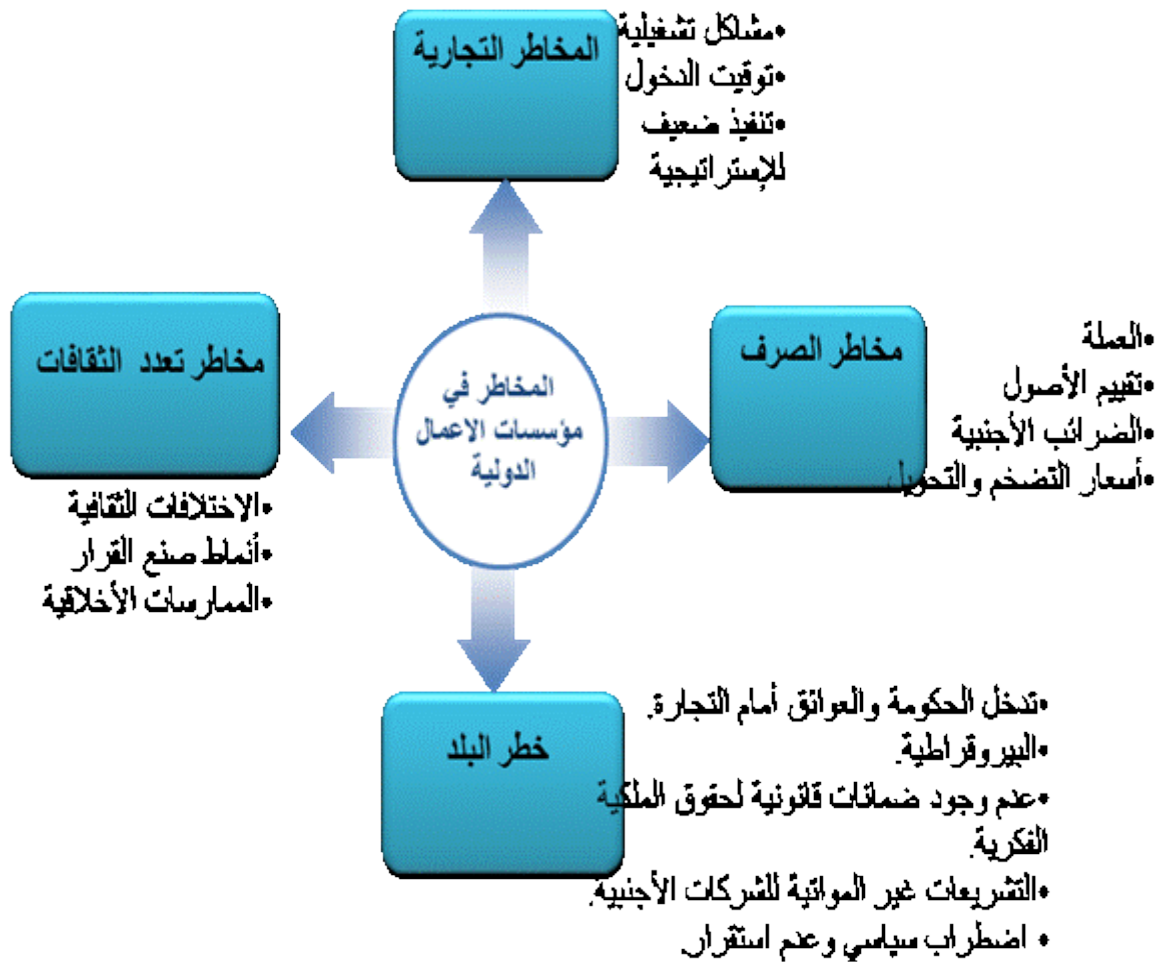 المخاطر التجارية
•مشاكل تشغيلية
•توقيت الدخول
•تنفيذ ضعيف
للإستراتيجية
مخاطر الصرف
•العملة
•تقييم الأصول
•الضرائب الأجنبية
•أسعار التضخم والتحويل
المخاطر في
مؤسسات الاعمال
الدولية
مخاطر تعدد الثقافات
•الاختلافات الثقافية
•أنماط صنع القرار
•الممارسات الأخلاقية
خطر البلد
•تدخل الحكومة والعوائق أمام التجارة.
•البيروقراطية.
•عدم وجود ضمانات قانونية لحقوق الملكية
الفكرية.
•التشريعات غير المواتية للشركات الأجنبية.
• اضطراب سياسي وعدم استقرار.